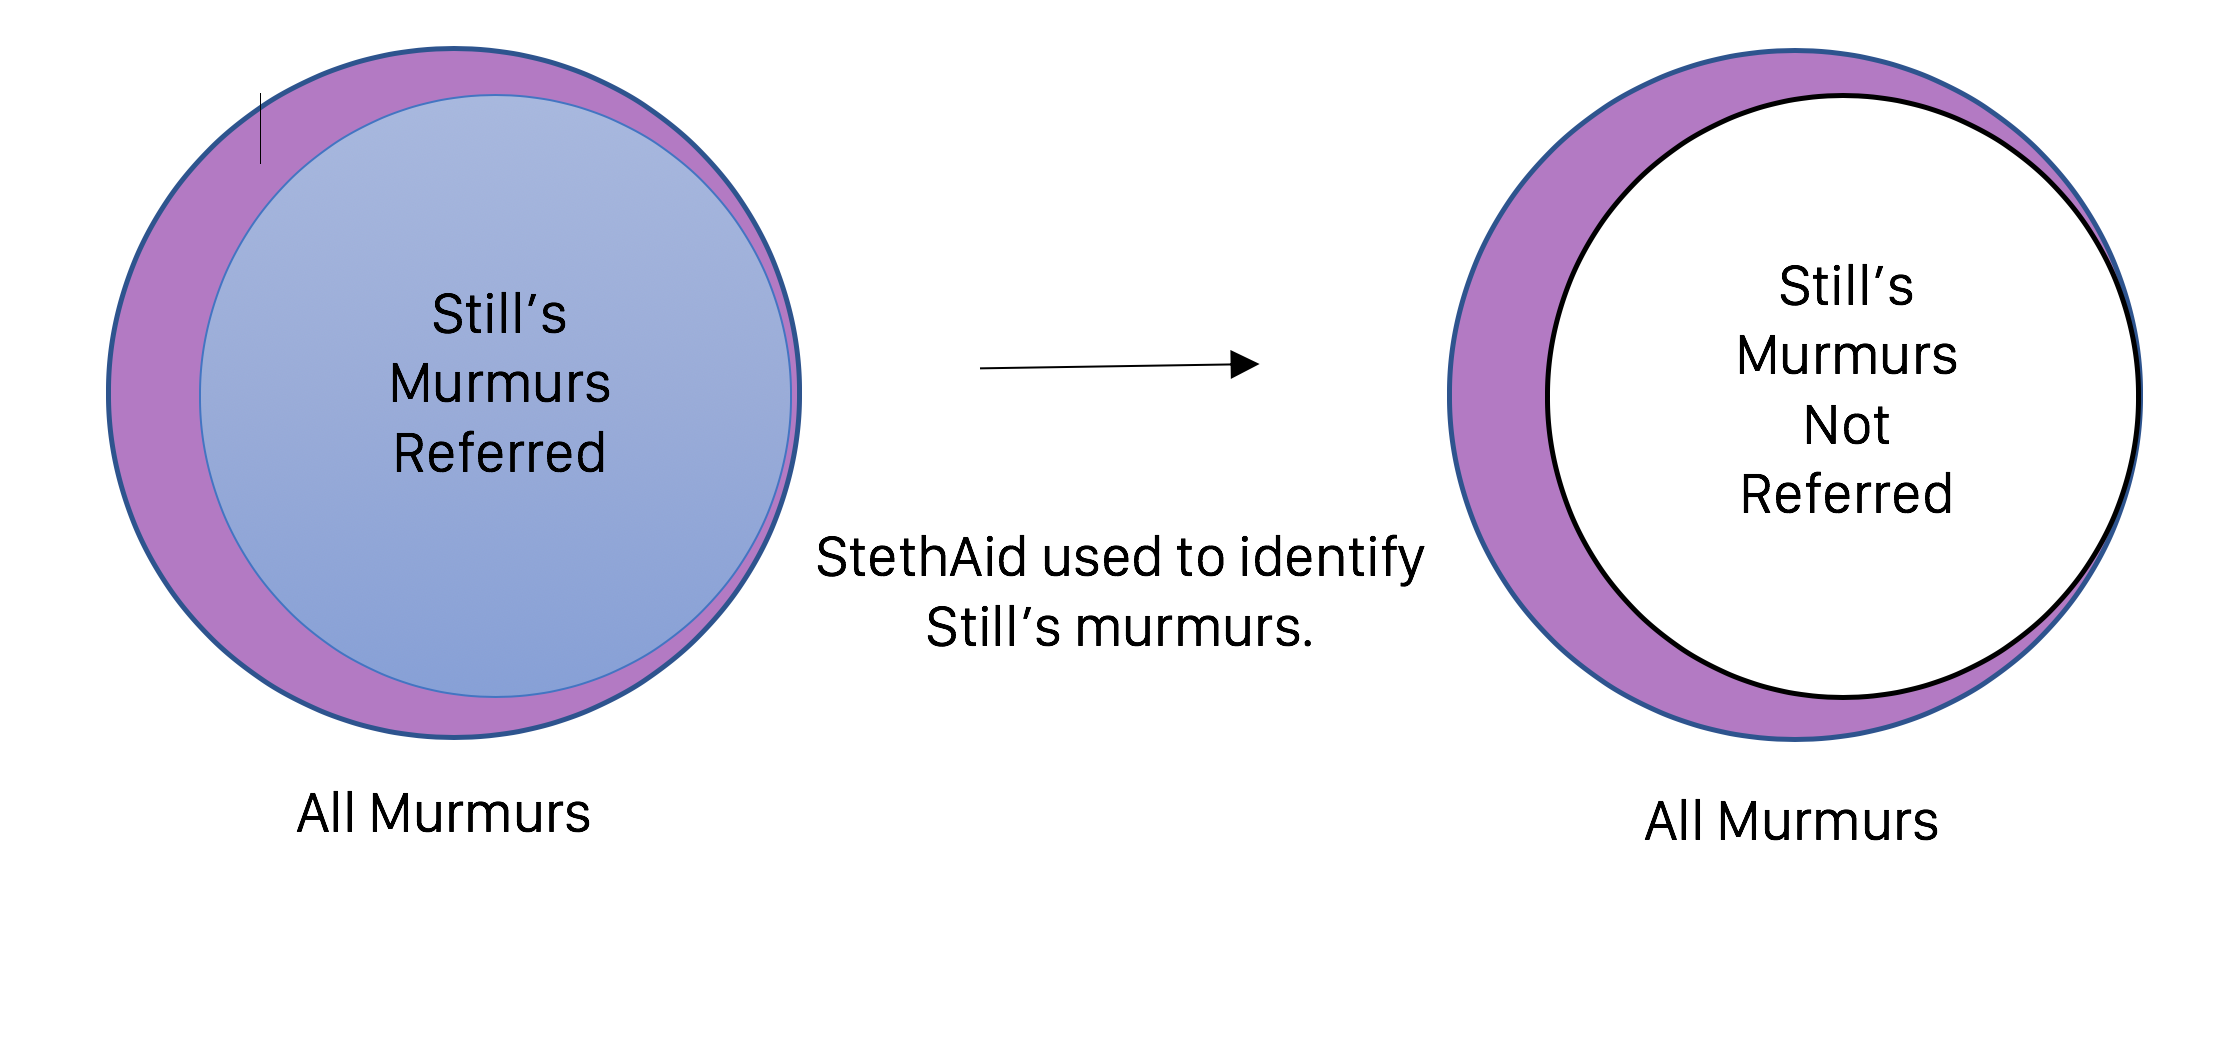 Still’s
Murmurs
Referred
All Murmurs
StethAid used to identify
Still’s murmurs.
Still’s
Murmurs
Not
Referred
All Murmurs